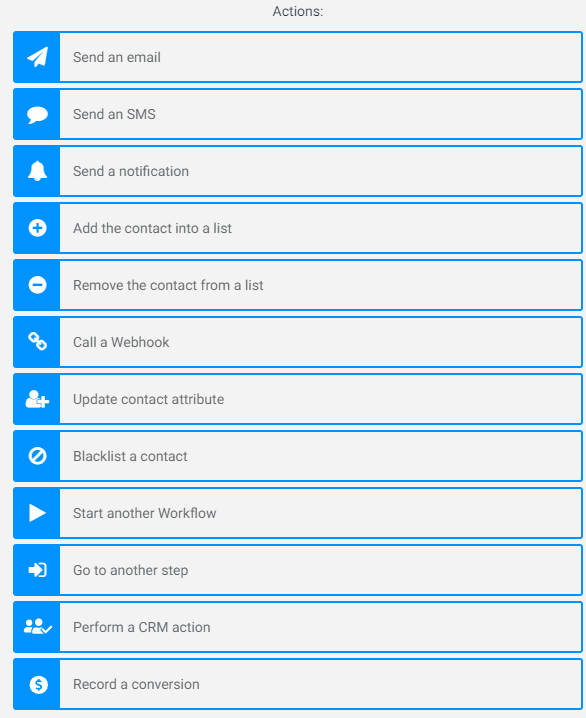 Actions:
Send an email
Send an SMS
Send a notification
Add the contact into a list
Remove the contact from a list
Call a Webhook
Update contact attribute
Blacklist a contact
Start another Workflow
Go to another step
Perform a CRM action
Record a conversion